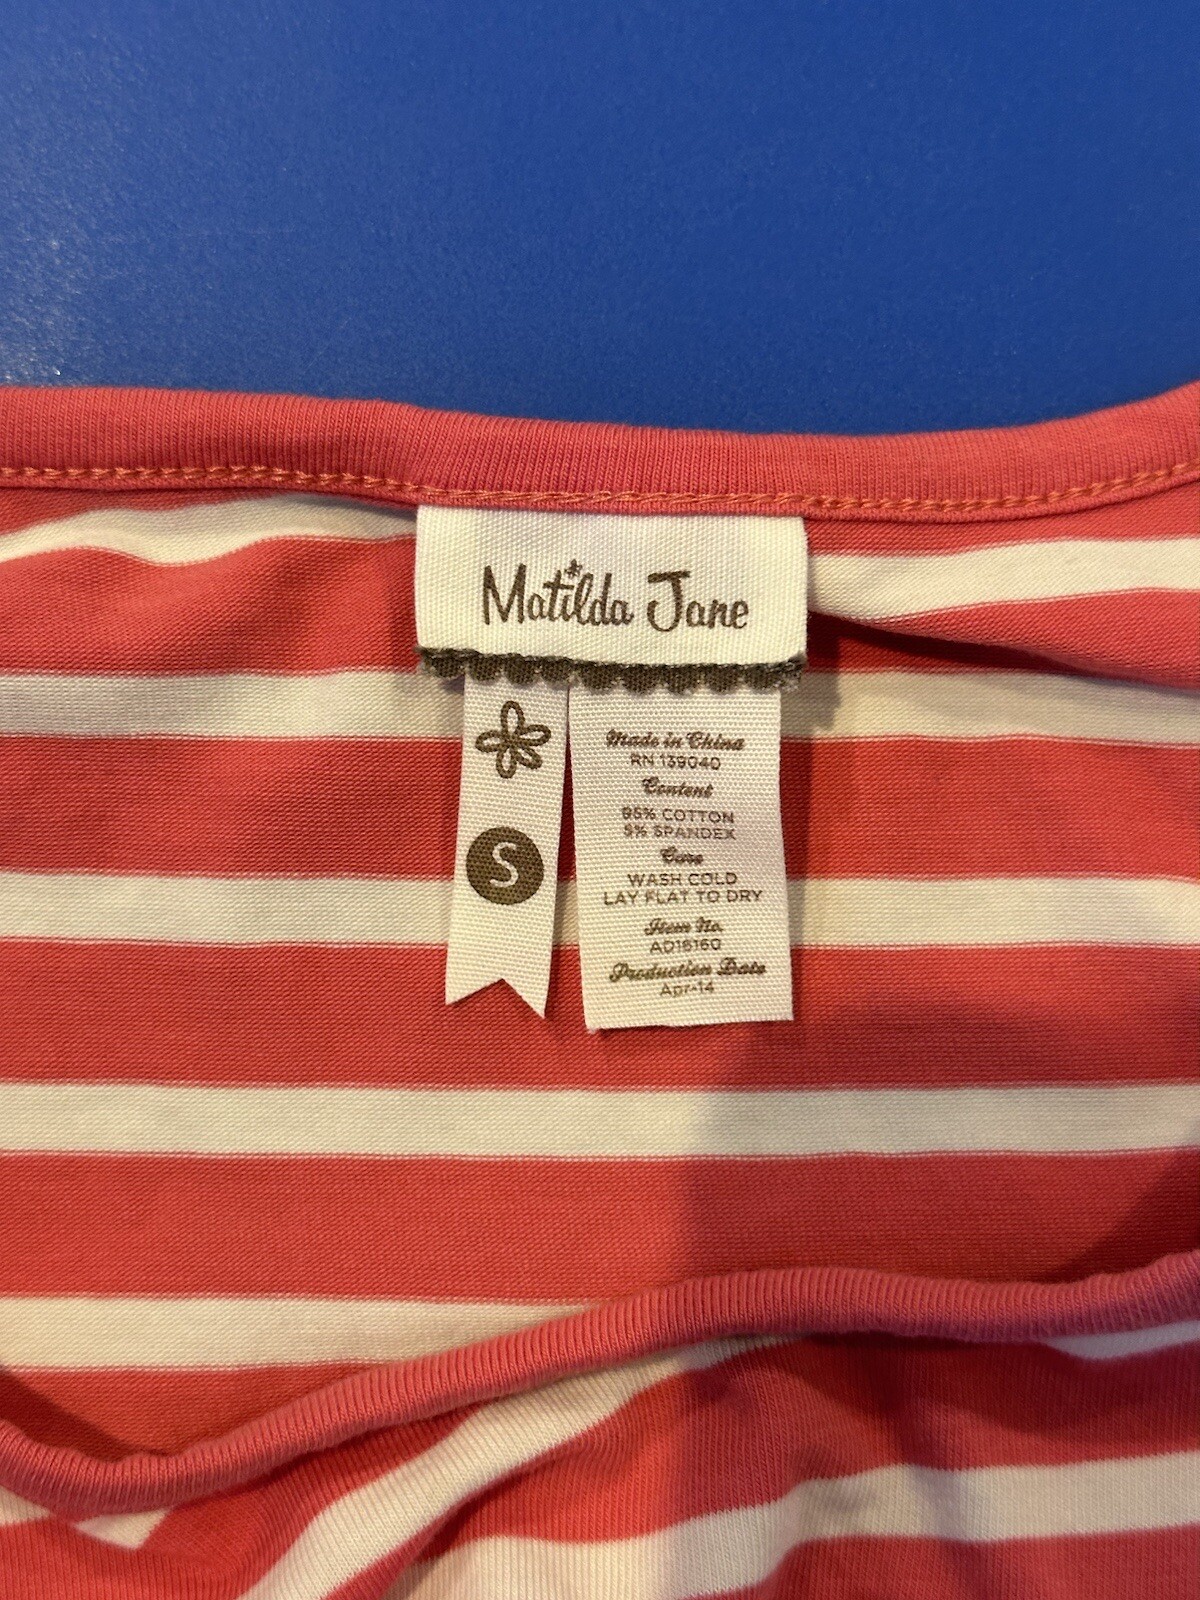 Matilda Jane
S
Made in China
RN 139040
Content
95% COTTON
5% SPANDEX
Care
WASH COLD
LAY FLAT TO DRY
Item No.
AD16160
Production Date
Apr-14